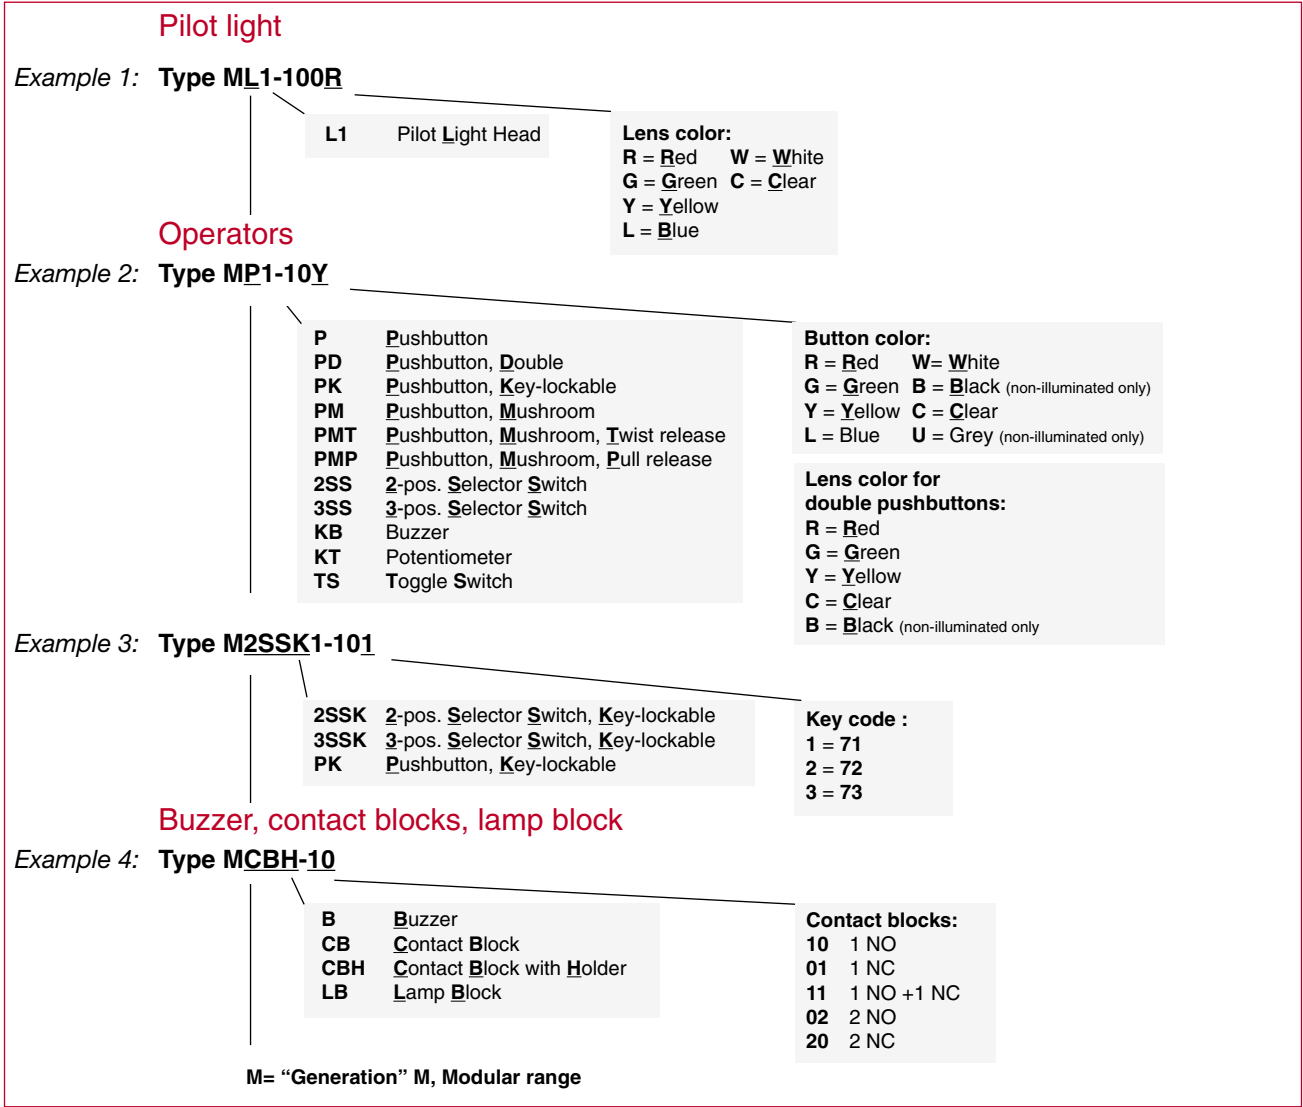 Pilot light
Example 1: Type ML1-100R
L1 Pilot Light Head
Lens color:
R = Red W = White
G = Green C = Clear
Y = Yellow
L = Blue
Operators
Example 2: Type MP1-10Y
P Pushbutton
PD Pushbutton, Double
PK Pushbutton, Key-lockable
PM Pushbutton, Mushroom
PMT Pushbutton, Mushroom, Twist release
PMP Pushbutton, Mushroom, Pull release
2SS 2-pos. Selector Switch
3SS 3-pos. Selector Switch
KB Buzzer
KT Potentiometer
TS Toggle Switch
Button color:
R = Red W= White
G = Green B = Black (non-illuminated only)
Y = Yellow C = Clear
L = Blue U = Grey (non-illuminated only)
Lens color for
double pushbuttons:
R = Red
G = Green
Y = Yellow
C = Clear
B = Black (non-illuminated only
Example 3: Type M2SSK1-101
2SSK 2-pos. Selector Switch, Key-lockable
3SSK 3-pos. Selector Switch, Key-lockable
PK Pushbutton, Key-lockable
Key code :
1 = 71
2 = 72
3 = 73
Buzzer, contact blocks, lamp block
Example 4: Type MCBH-10
B Buzzer
CB Contact Block
CBH Contact Block with Holder
LB Lamp Block
Contact blocks:
10 1 NO
01 1 NC
11 1 NO +1 NC
02 2 NO
20 2 NC
M= “Generation” M, Modular range